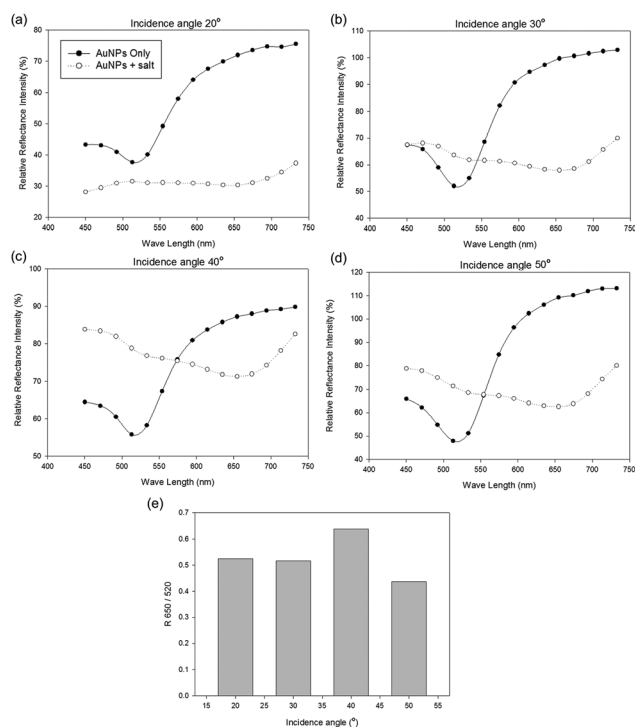 (a)
Incidence angle 20°
Relative Reflectance Intensity (%)
80
70
60
50
40
30
20
AuNPs Only
AuNPs + salt
400 450 500 550 600 650 700 750
Wave Length (nm)
(b)
Incidence angle 30°
Relative Reflectance Intensity (%)
110
100
90
80
70
60
50
40
400 450 500 550 600 650 700 750
Wave Length (nm)
(c)
Incidence angle 40°
Relative Reflectance Intensity (%)
100
90
80
70
60
50
400 450 500 550 600 650 700 750
Wave Length (nm)
(d)
Incidence angle 50°
Relative Reflectance Intensity (%)
120
110
100
90
80
70
60
50
40
400 450 500 550 600 650 700 750
Wave Length (nm)
(e)
R 650 / 520
0.7
0.6
0.5
0.4
0.3
0.2
0.1
0.0
15 20 25 30 35 40 45 50 55
Incidence angle (°)